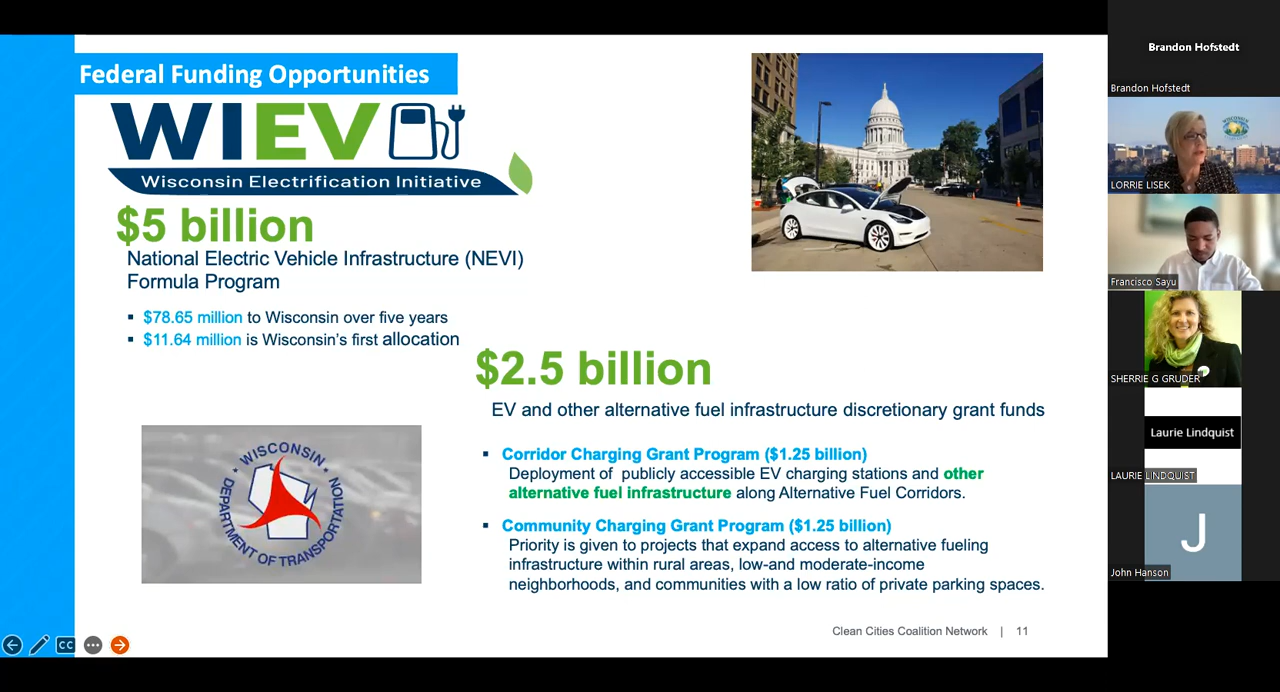 Federal Funding Opportunities
WIEV
Wisconsin Electrification Initiative
$5 billion
National Electric Vehicle Infrastructure (NEVI)
Formula Program
▪ $78.65 million to Wisconsin over five years
▪ $11.64 million is Wisconsin's first allocation
$2.5 billion
EV and other alternative fuel infrastructure discretionary grant funds
▪ Corridor Charging Grant Program ($1.25 billion)
Deployment of publicly accessible EV charging stations and other
alternative fuel infrastructure along Alternative Fuel Corridors.
▪ Community Charging Grant Program ($1.25 billion)
Priority is given to projects that expand access to alternative fueling
infrastructure within rural areas, low-and moderate-income
neighborhoods, and communities with a low ratio of private parking spaces.
WISCONSIN
DEPARTMENT OF TRANSPORTATION
Clean Cities Coalition Network | 11
CC
Brandon Hofstedt
Brandon Hofstedt
WISCONSIN
LORRIE LISEK
Francisco Sayu
SHERRIE G GRUDER
Laurie Lindquist
LAURIE LINDQUIST
J
John Hanson